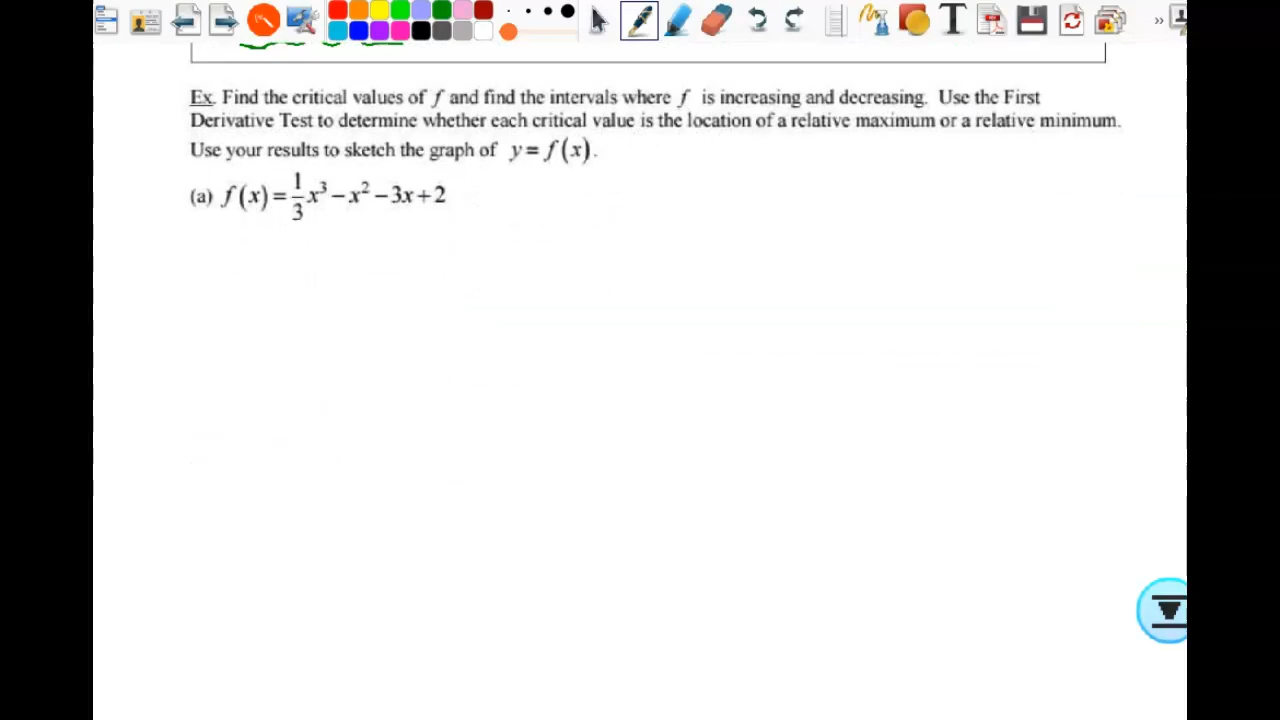 Ex. Find the critical values of f and find the intervals where f is increasing and decreasing. Use the First
Derivative Test to determine whether each critical value is the location of a relative maximum or a relative minimum.
Use your results to sketch the graph of y = f(x).
(a) f(x) = 1/3 x³ − x² − 3x + 2